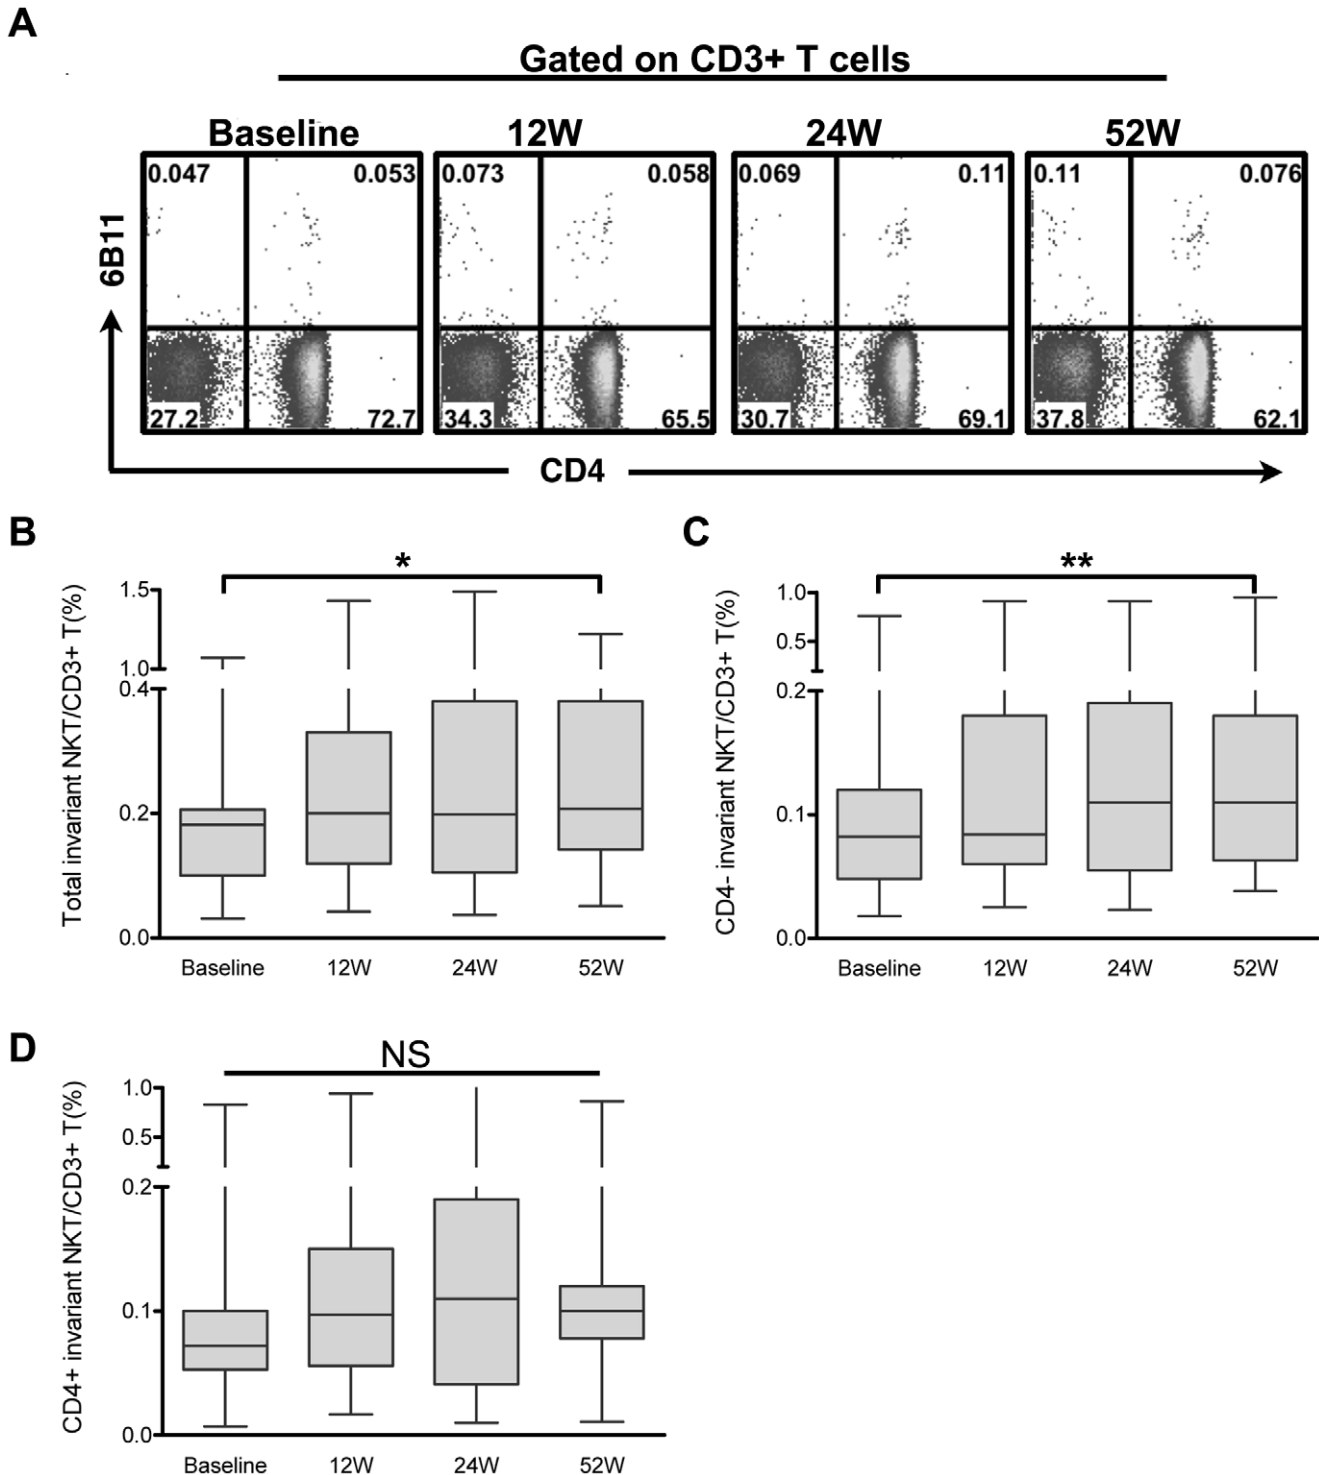 A
Gated on CD3+ T cells
Baseline 12W 24W 52W
0.047 0.053 0.073 0.058 0.069 0.11 0.11 0.076
6B11
27.2 72.7 34.3 65.5 30.7 69.1 37.8 62.1
CD4
B
*
Total invariant NKT/CD3+ T(%)
1.5
1.0
0.4
0.2
0.0
Baseline 12W 24W 52W
C
**
CD4- invariant NKT/CD3+ T(%)
1.0
0.5
0.2
0.1
0.0
Baseline 12W 24W 52W
D
NS
CD4+ invariant NKT/CD3+ T(%)
1.0
0.5
0.2
0.1
0.0
Baseline 12W 24W 52W